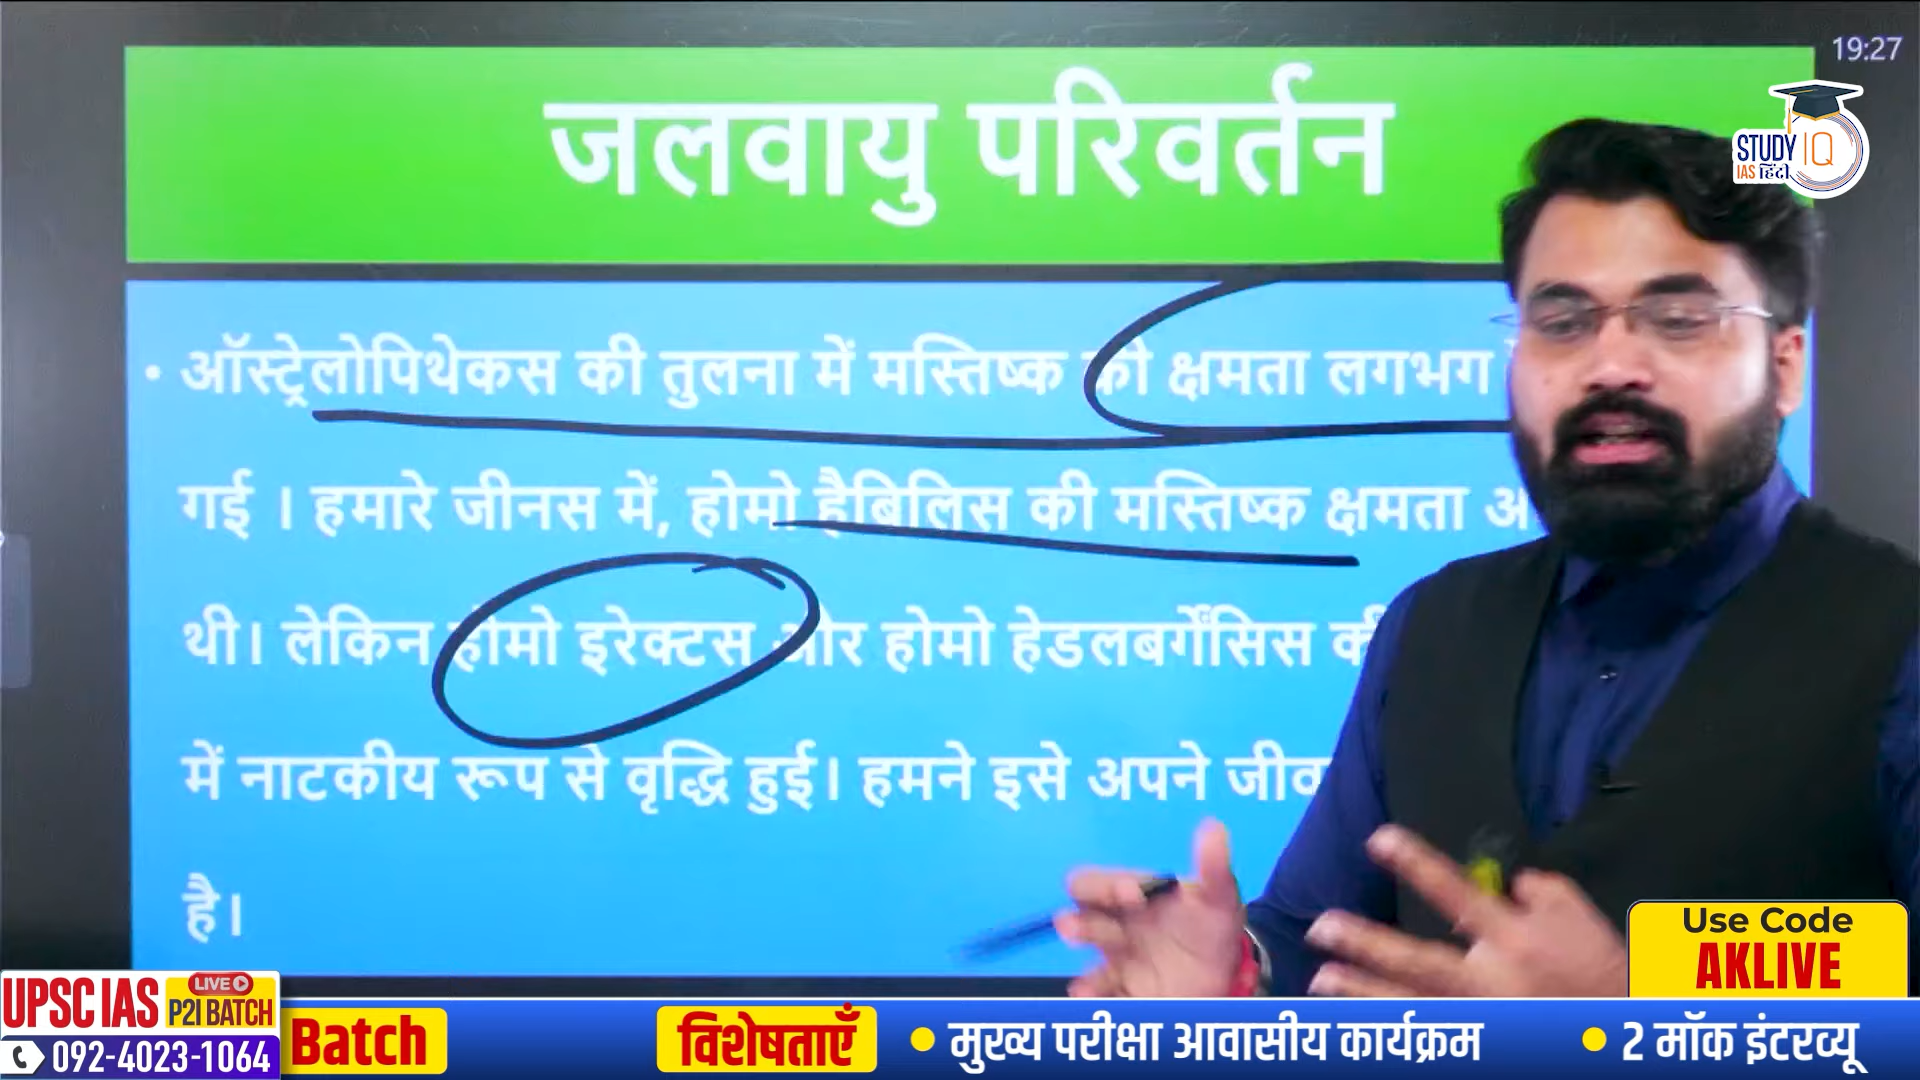 19:27
STUDY IQ
IAS हिंदी
जलवायु परिवर्तन
• ऑस्ट्रेलोपिथेकस की तुलना में मस्तिष्क की क्षमता लगभग
गई । हमारे जीनस में, होमो हैबिलिस की मस्तिष्क क्षमता
थी। लेकिन होमो इरेक्टस और होमो हेडलबर्गेंसिस की
में नाटकीय रूप से वृद्धि हुई। हमने इसे अपने
है।
Use Code
AKLIVE
UPSC IAS LIVE P2I BATCH
092-4023-1064
Batch विशेषताएँ • मुख्य परीक्षा आवासीय कार्यक्रम • 2 मॉक इंटरव्यू